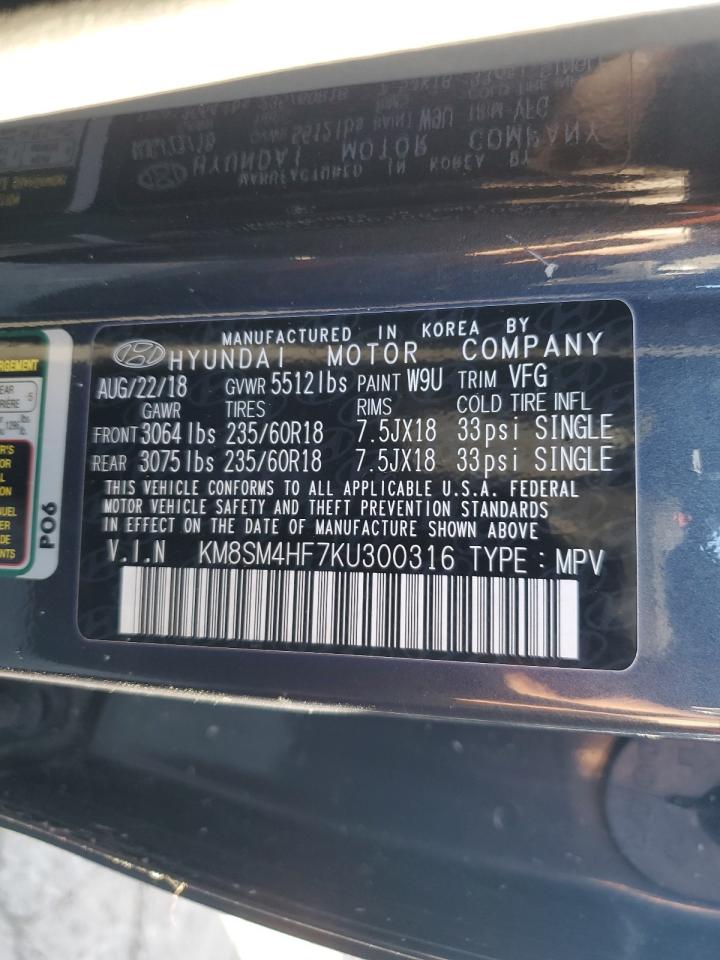 MANUFACTURED IN KOREA BY
HYUNDAI MOTOR COMPANY
AUG/22/18 GVWR 5512lbs PAINT W9U TRIM VFG
GAWR TIRES RIMS COLD TIRE INFL
FRONT 3064lbs 235/60R18 7.5JX18 33psi SINGLE
REAR 3075lbs 235/60R18 7.5JX18 33psi SINGLE
THIS VEHICLE CONFORMS TO ALL APPLICABLE U.S.A. FEDERAL
MOTOR VEHICLE SAFETY AND THEFT PREVENTION STANDARDS
IN EFFECT ON THE DATE OF MANUFACTURE SHOWN ABOVE
V.I.N KM8SM4HF7KU300316 TYPE : MPV
P06